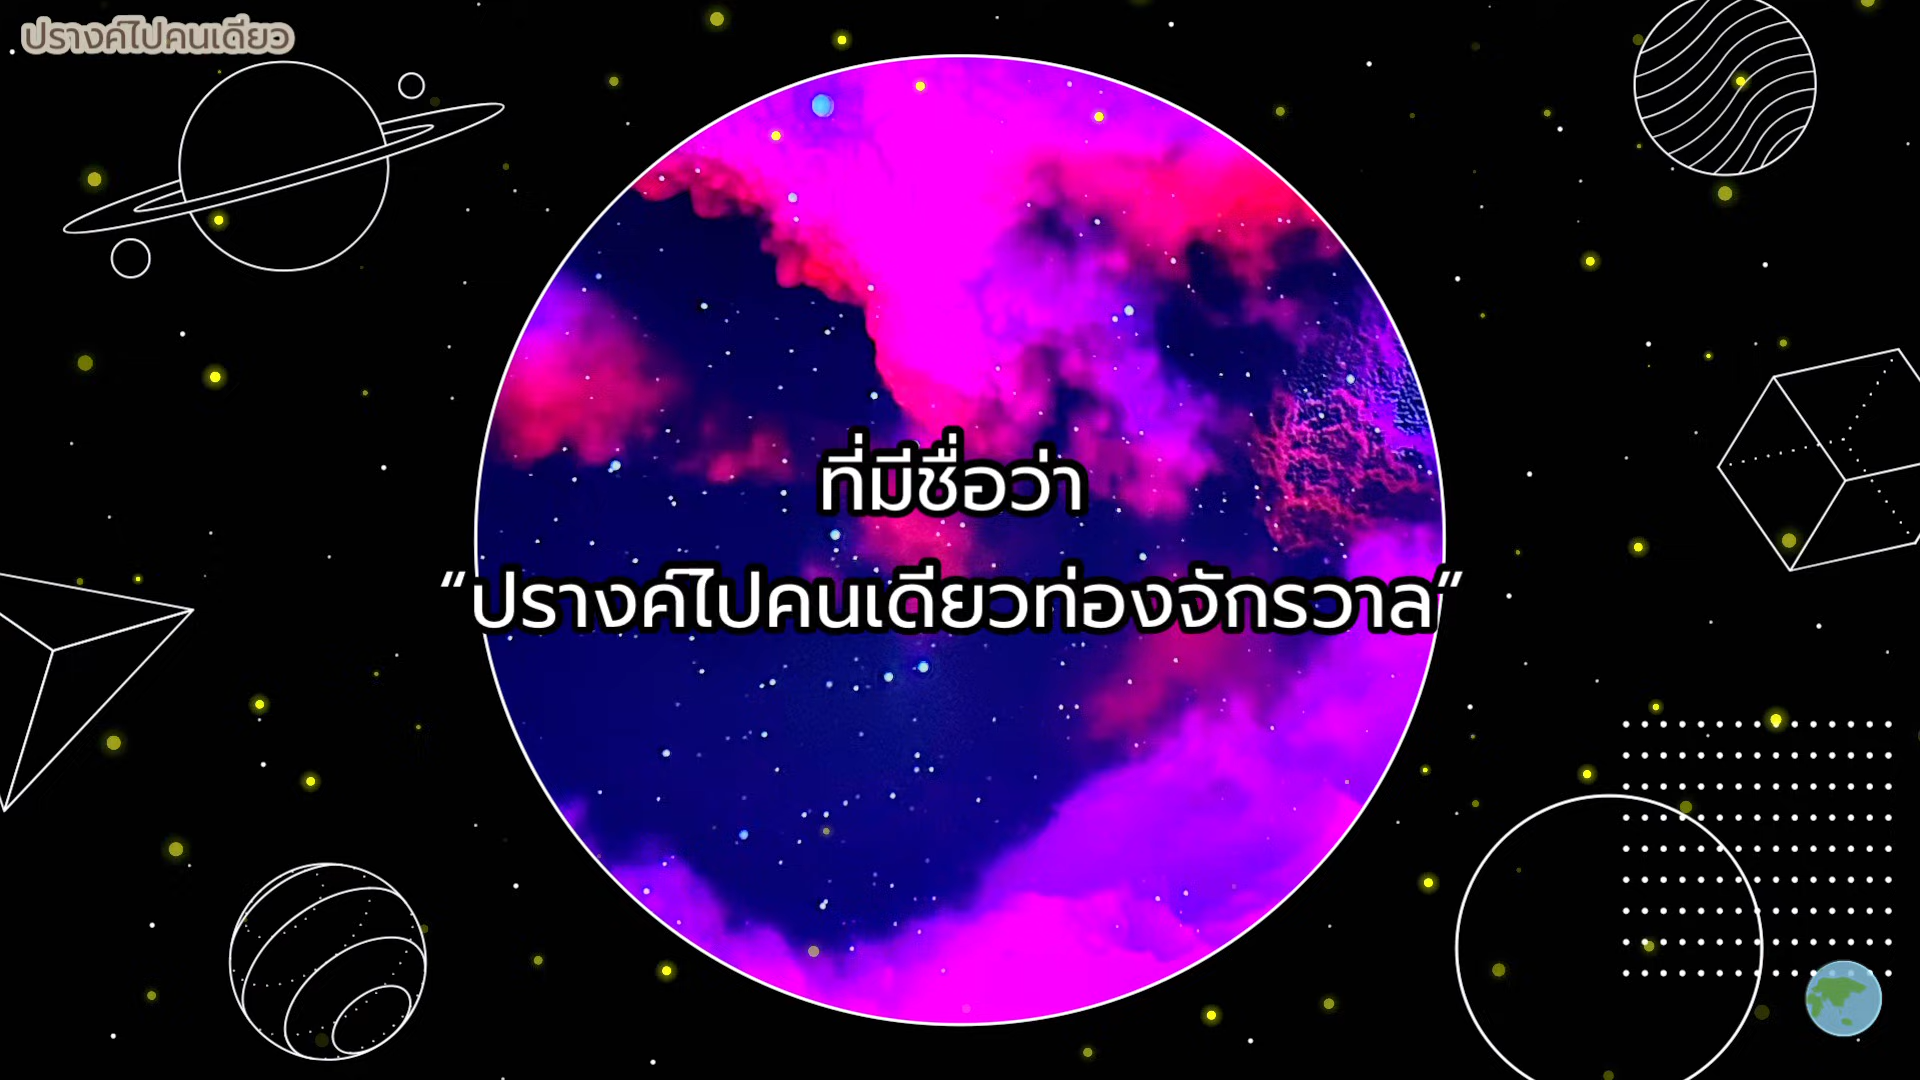 ปรางค์ไปคนเดียว
ที่มีชื่อว่า
“ปรางค์ไปคนเดียวท่องจักรวาล”